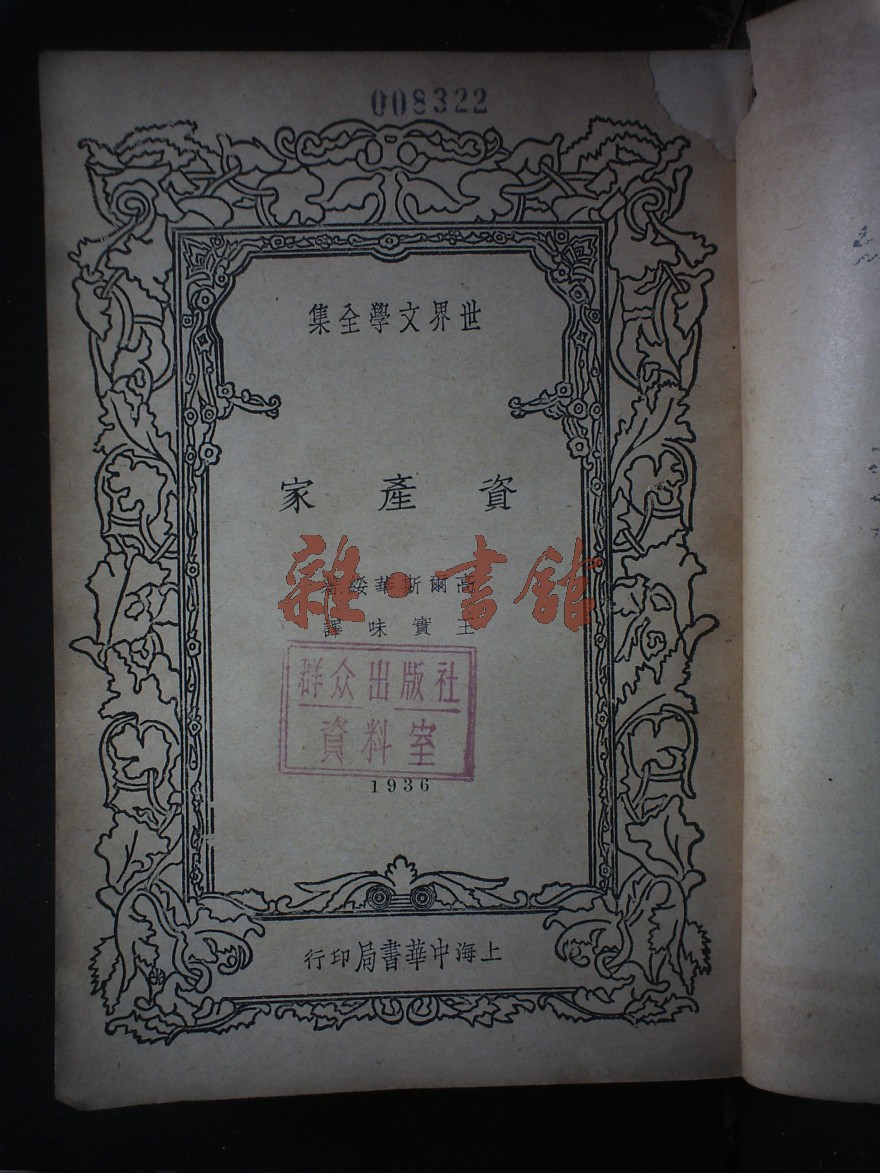 008322
世界文學全集
資產家
高爾斯華綏著
雜·書館
王實味譯
群众出版社
資料室
1936
上海中華書局印行